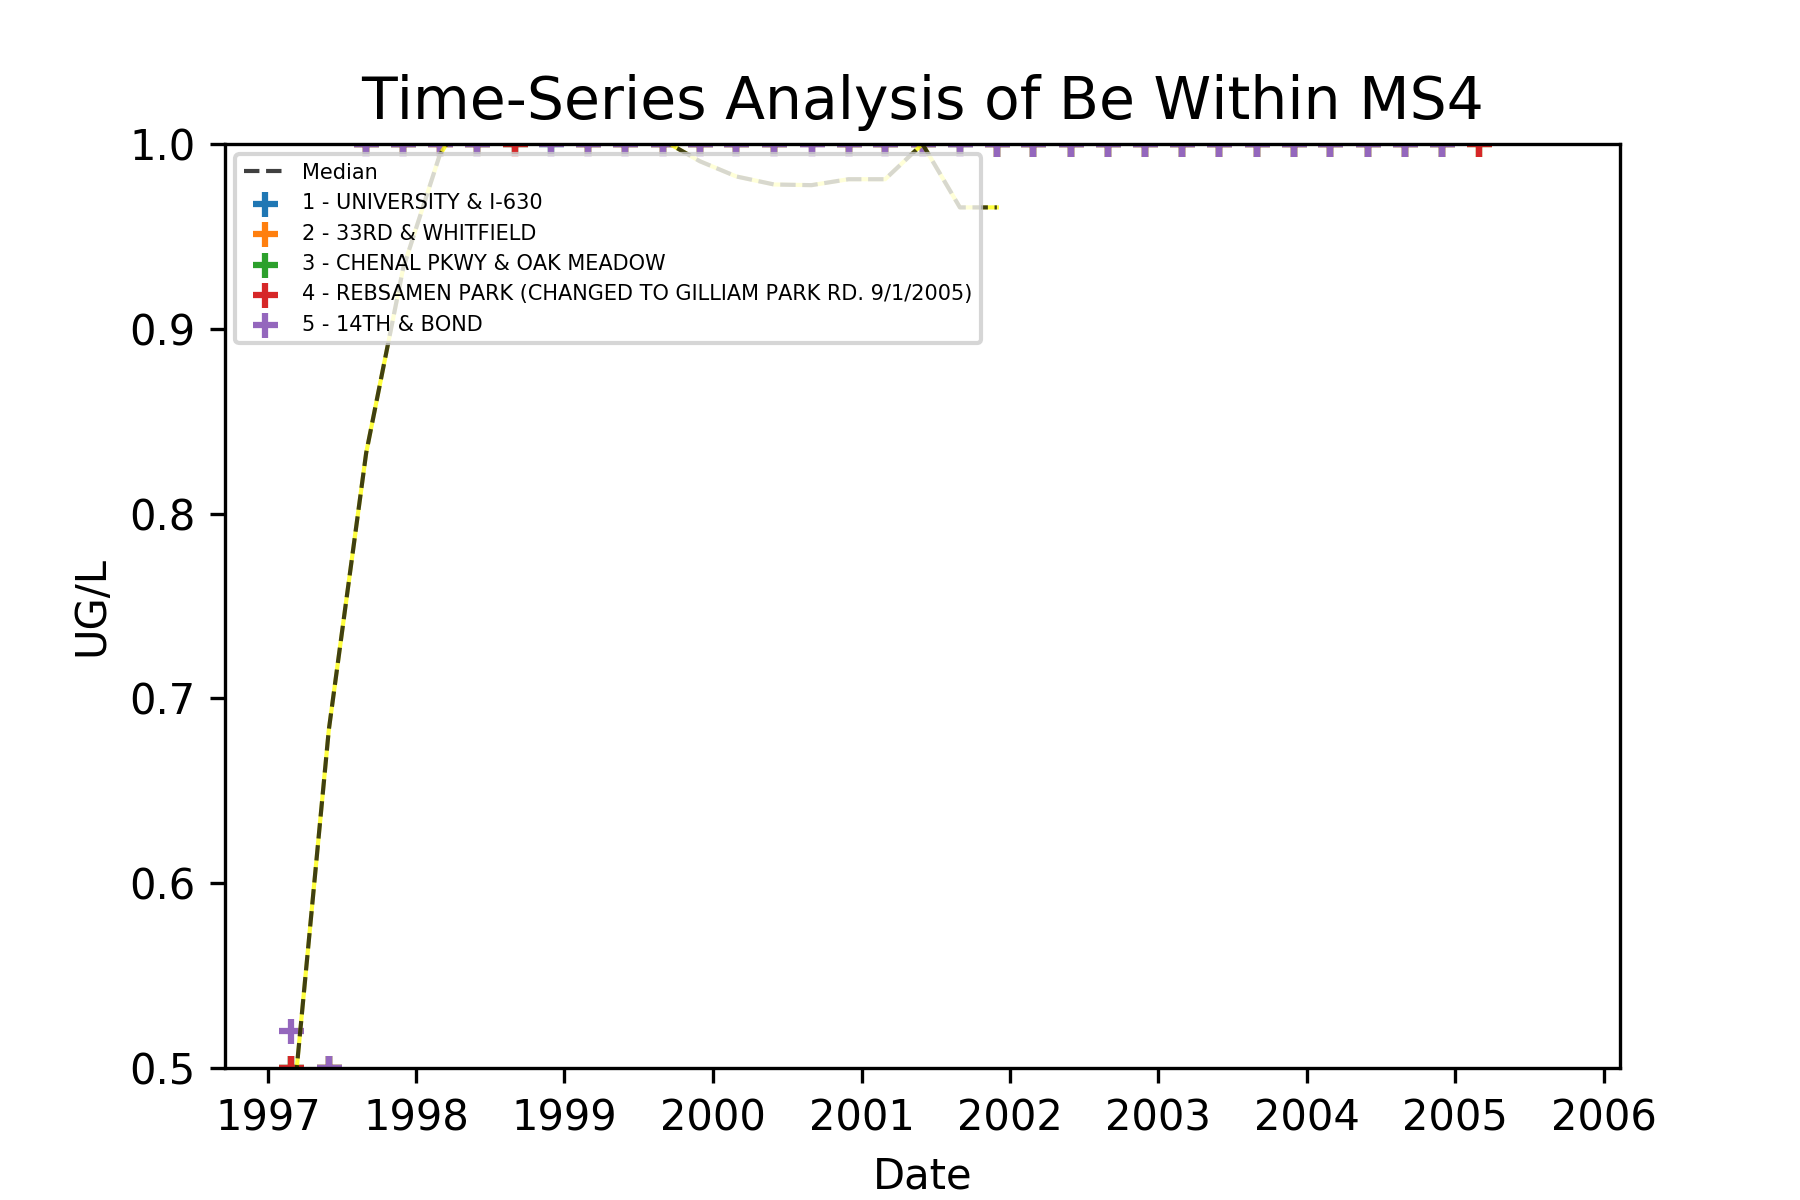 Time-Series Analysis of Be Within MS4
1.0
0.9
0.8
0.7
0.6
0.5
UG/L
Median
1 - UNIVERSITY & I-630
2 - 33RD & WHITFIELD
3 - CHENAL PKWY & OAK MEADOW
4 - REBSAMEN PARK (CHANGED TO GILLIAM PARK RD. 9/1/2005)
5 - 14TH & BOND
1997 1998 1999 2000 2001 2002 2003 2004 2005 2006
Date